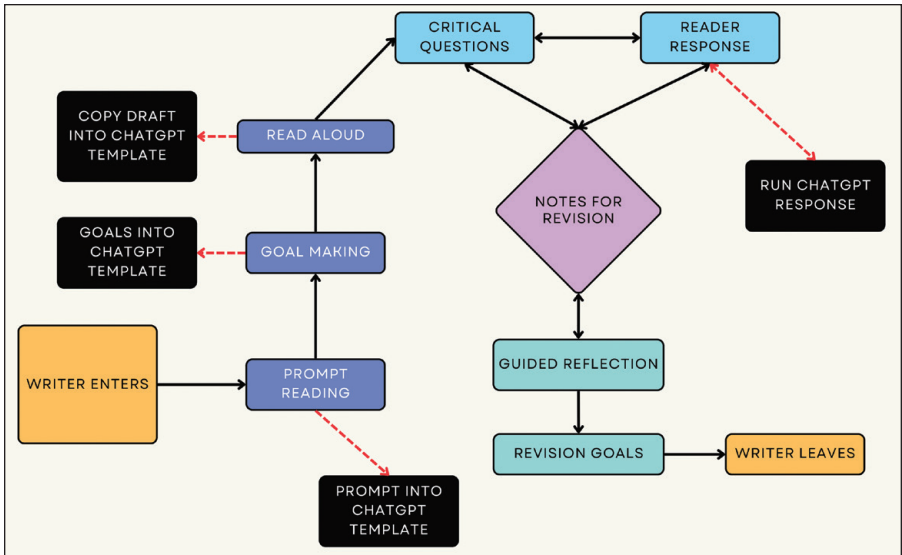 CRITICAL
QUESTIONS
READER
RESPONSE
COPY DRAFT
INTO CHATGPT
TEMPLATE
READ ALOUD
RUN CHATGPT
RESPONSE
NOTES FOR
REVISION
GOALS INTO
CHATGPT
TEMPLATE
GOAL MAKING
WRITER ENTERS
PROMPT
READING
GUIDED REFLECTION
REVISION GOALS
WRITER LEAVES
PROMPT INTO
CHATGPT
TEMPLATE